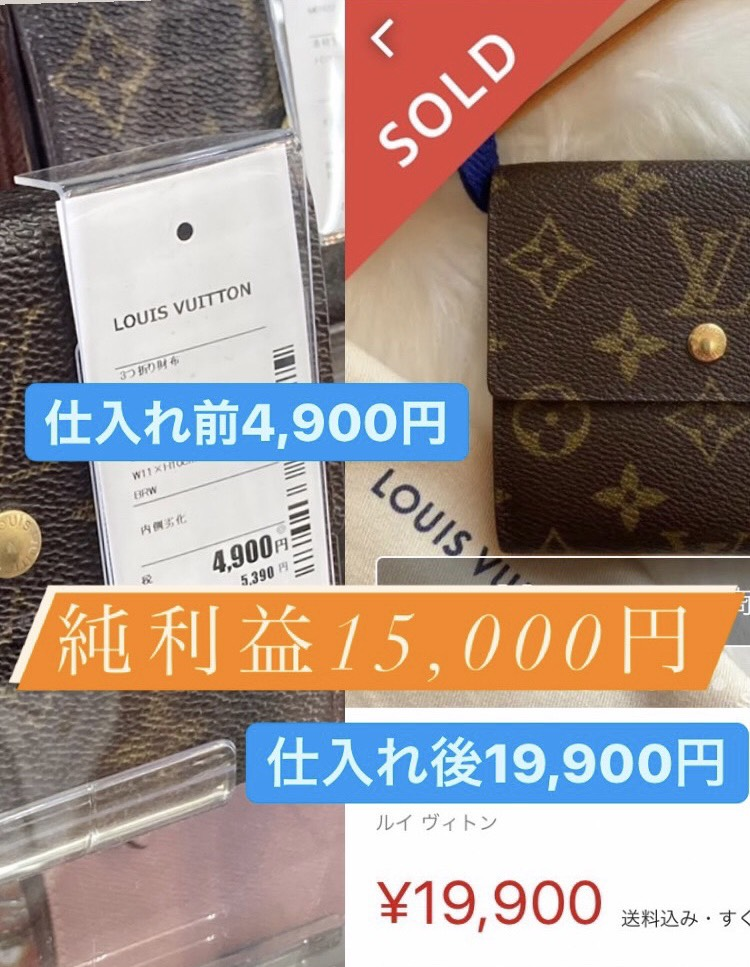 SOLD
LOUIS VUITTON
3つ折り財布
仕入れ前4,900円
BRW
内側劣化
4,900円
税
5,390円
LOUIS VUI
純利益15,000円
仕入れ後19,900円
ルイ ヴィトン
¥19,900
送料込み・すぐ